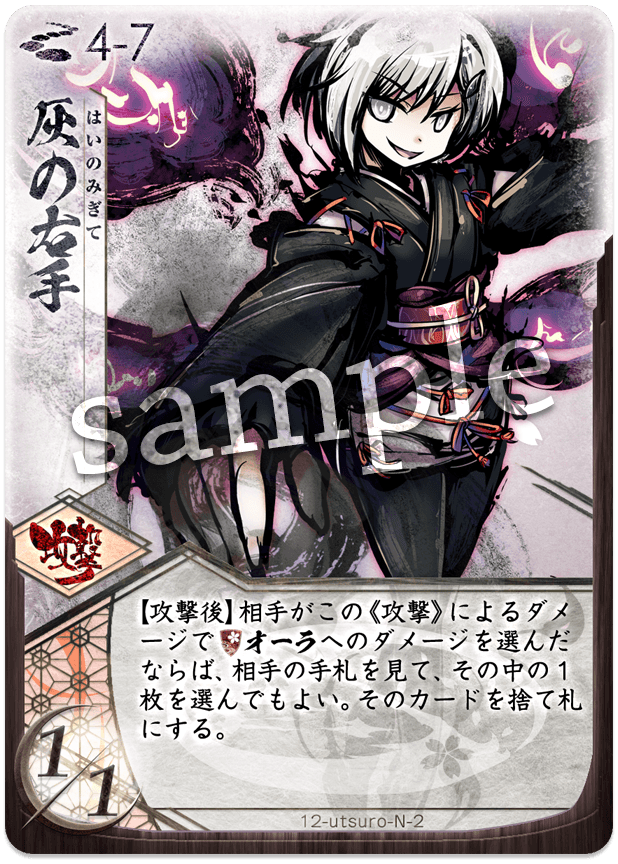 4-7
灰の右手
はいのみぎて
sample
攻撃
【攻撃後】相手がこの《攻撃》によるダメ
ージでオーラへのダメージを選んだ
ならば、相手の手札を見て、その中の1
枚を選んでもよい。そのカードを捨て札
にする。
1/1
12-utsuro-N-2